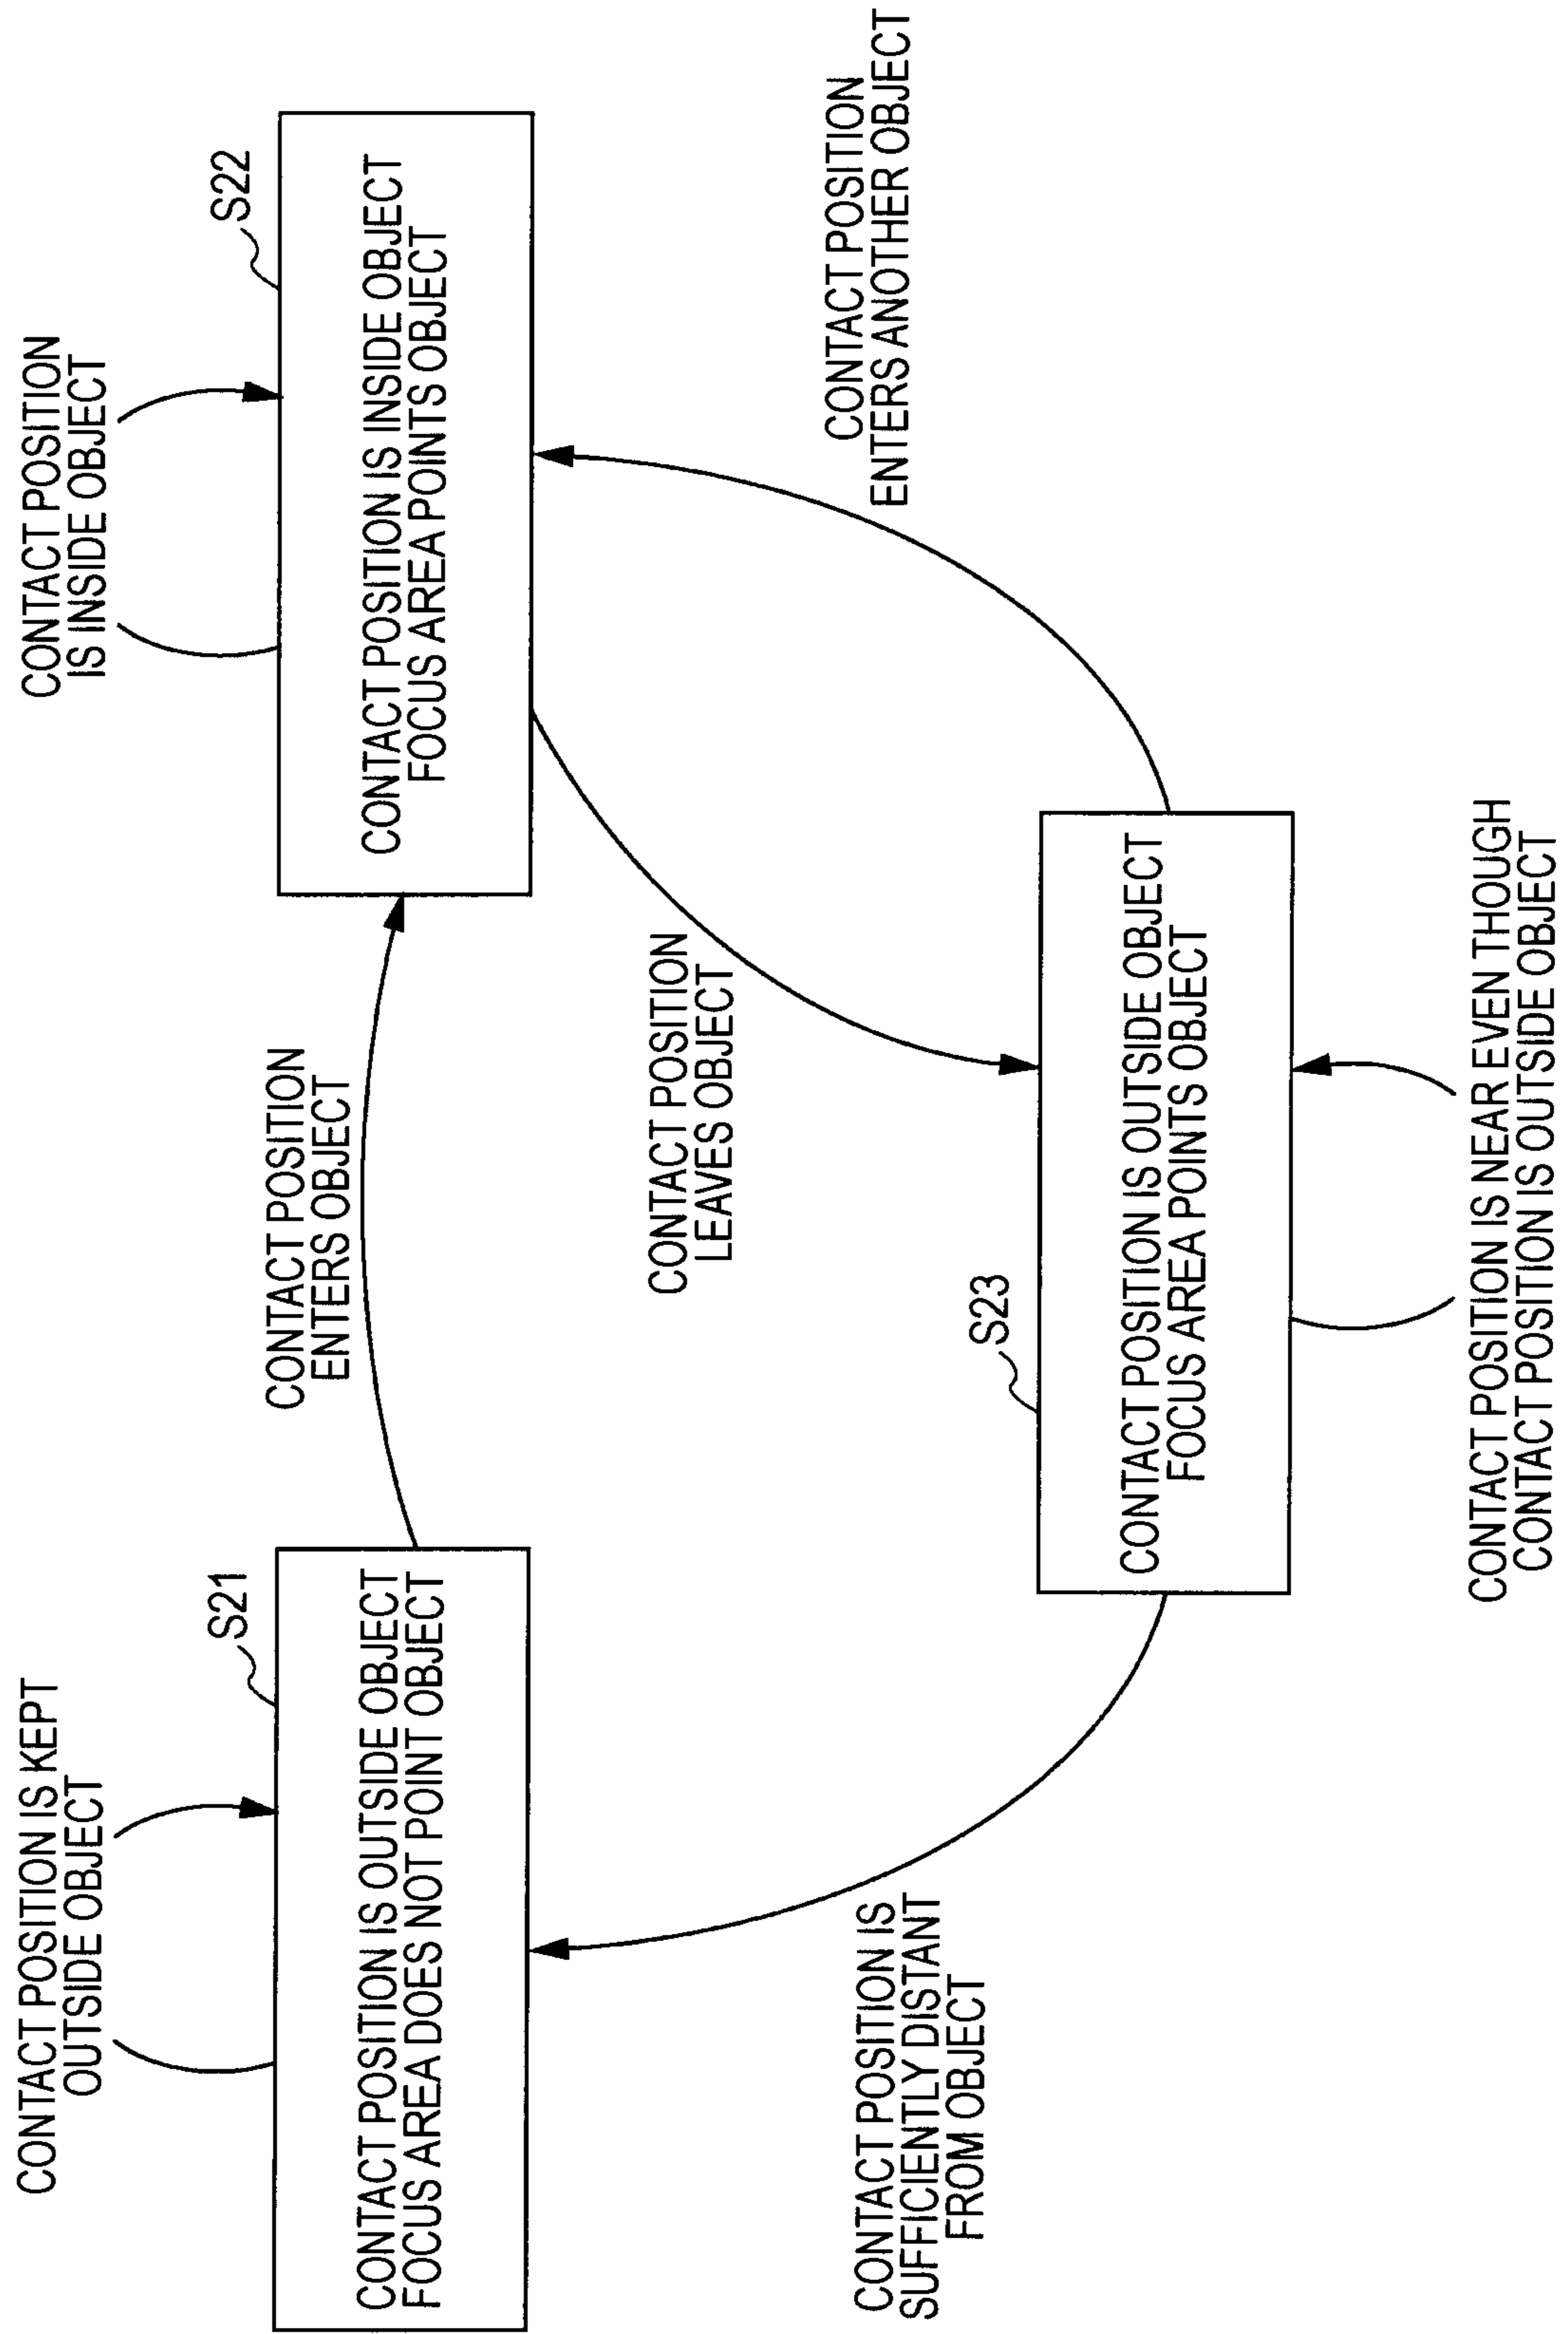 CONTACT POSITION IS KEPT
OUTSIDE OBJECT
S21
CONTACT POSITION IS OUTSIDE OBJECT
FOCUS AREA DOES NOT POINT OBJECT
CONTACT POSITION
ENTERS OBJECT
CONTACT POSITION
IS INSIDE OBJECT
S22
CONTACT POSITION IS INSIDE OBJECT
FOCUS AREA POINTS OBJECT
CONTACT POSITION
LEAVES OBJECT
CONTACT POSITION
ENTERS ANOTHER OBJECT
CONTACT POSITION IS
SUFFICIENTLY DISTANT
FROM OBJECT
S23
CONTACT POSITION IS OUTSIDE OBJECT
FOCUS AREA POINTS OBJECT
CONTACT POSITION IS NEAR EVEN THOUGH
CONTACT POSITION IS OUTSIDE OBJECT